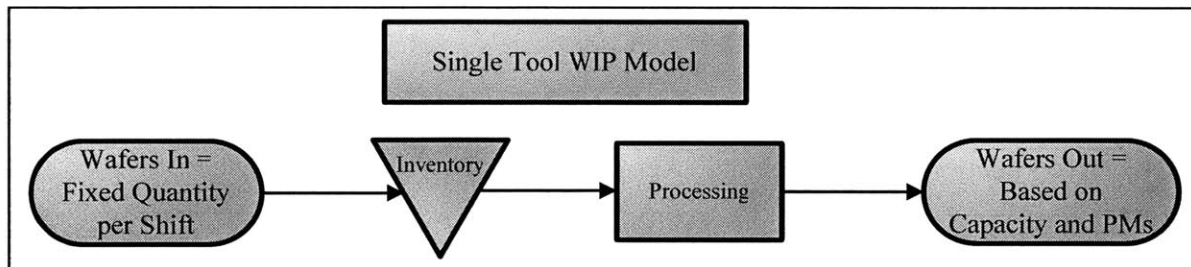 Single Tool WIP Model
Wafers In =
Fixed Quantity
per Shift
Inventory
Processing
Wafers Out =
Based on
Capacity and PMs